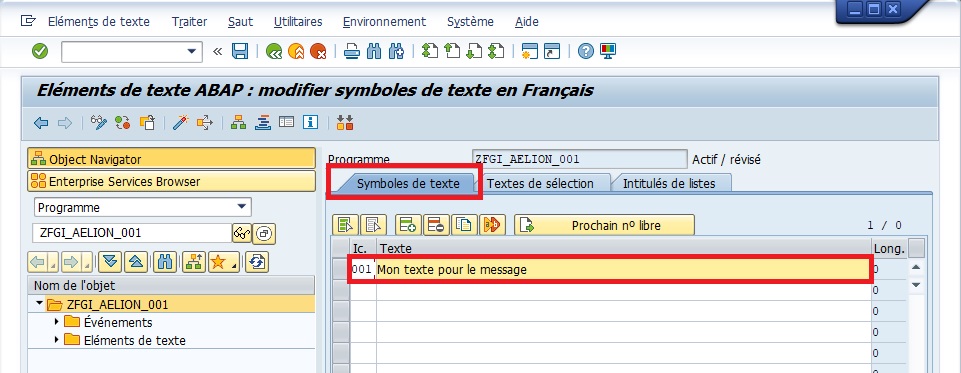 Eléments de texte Traiter Saut Utilitaires Environnement Système Aide
Eléments de texte ABAP : modifier symboles de texte en Français
Object Navigator
Enterprise Services Browser
Programme
ZFGI_AELION_001
Nom de l'objet
ZFGI_AELION_001
Événements
Eléments de texte
Programme ZFGI_AELION_001 Actif / révisé
Symboles de texte Textes de sélection Intitulés de listes
Prochain nº libre 1 / 0
Ic. Texte Long.
001 Mon texte pour le message 0
0
0
0
0